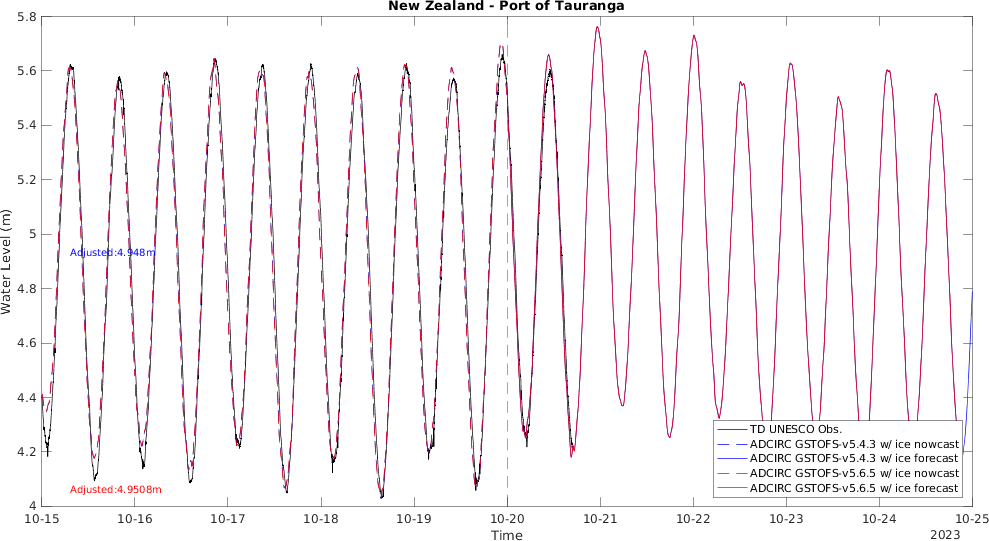 New Zealand - Port of Tauranga
5.8
5.6
5.4
5.2
5
4.8
4.6
4.4
4.2
4
Water Level (m)
Adjusted:4.948m
Adjusted:4.9508m
TD UNESCO Obs.
ADCIRC GSTOFS-v5.4.3 w/ ice nowcast
ADCIRC GSTOFS-v5.4.3 w/ ice forecast
ADCIRC GSTOFS-v5.6.5 w/ ice nowcast
ADCIRC GSTOFS-v5.6.5 w/ ice forecast
10-15 10-16 10-17 10-18 10-19 10-20 10-21 10-22 10-23 10-24 10-25
Time
2023